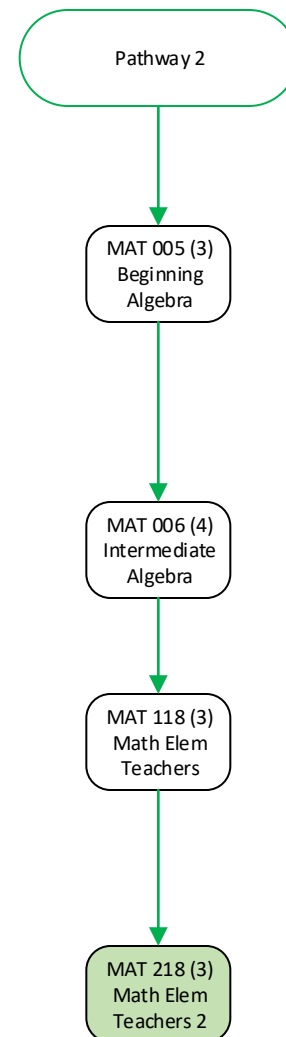 Pathway 2
MAT 005 (3)
Beginning
Algebra
MAT 006 (4)
Intermediate
Algebra
MAT 118 (3)
Math Elem
Teachers
MAT 218 (3)
Math Elem
Teachers 2